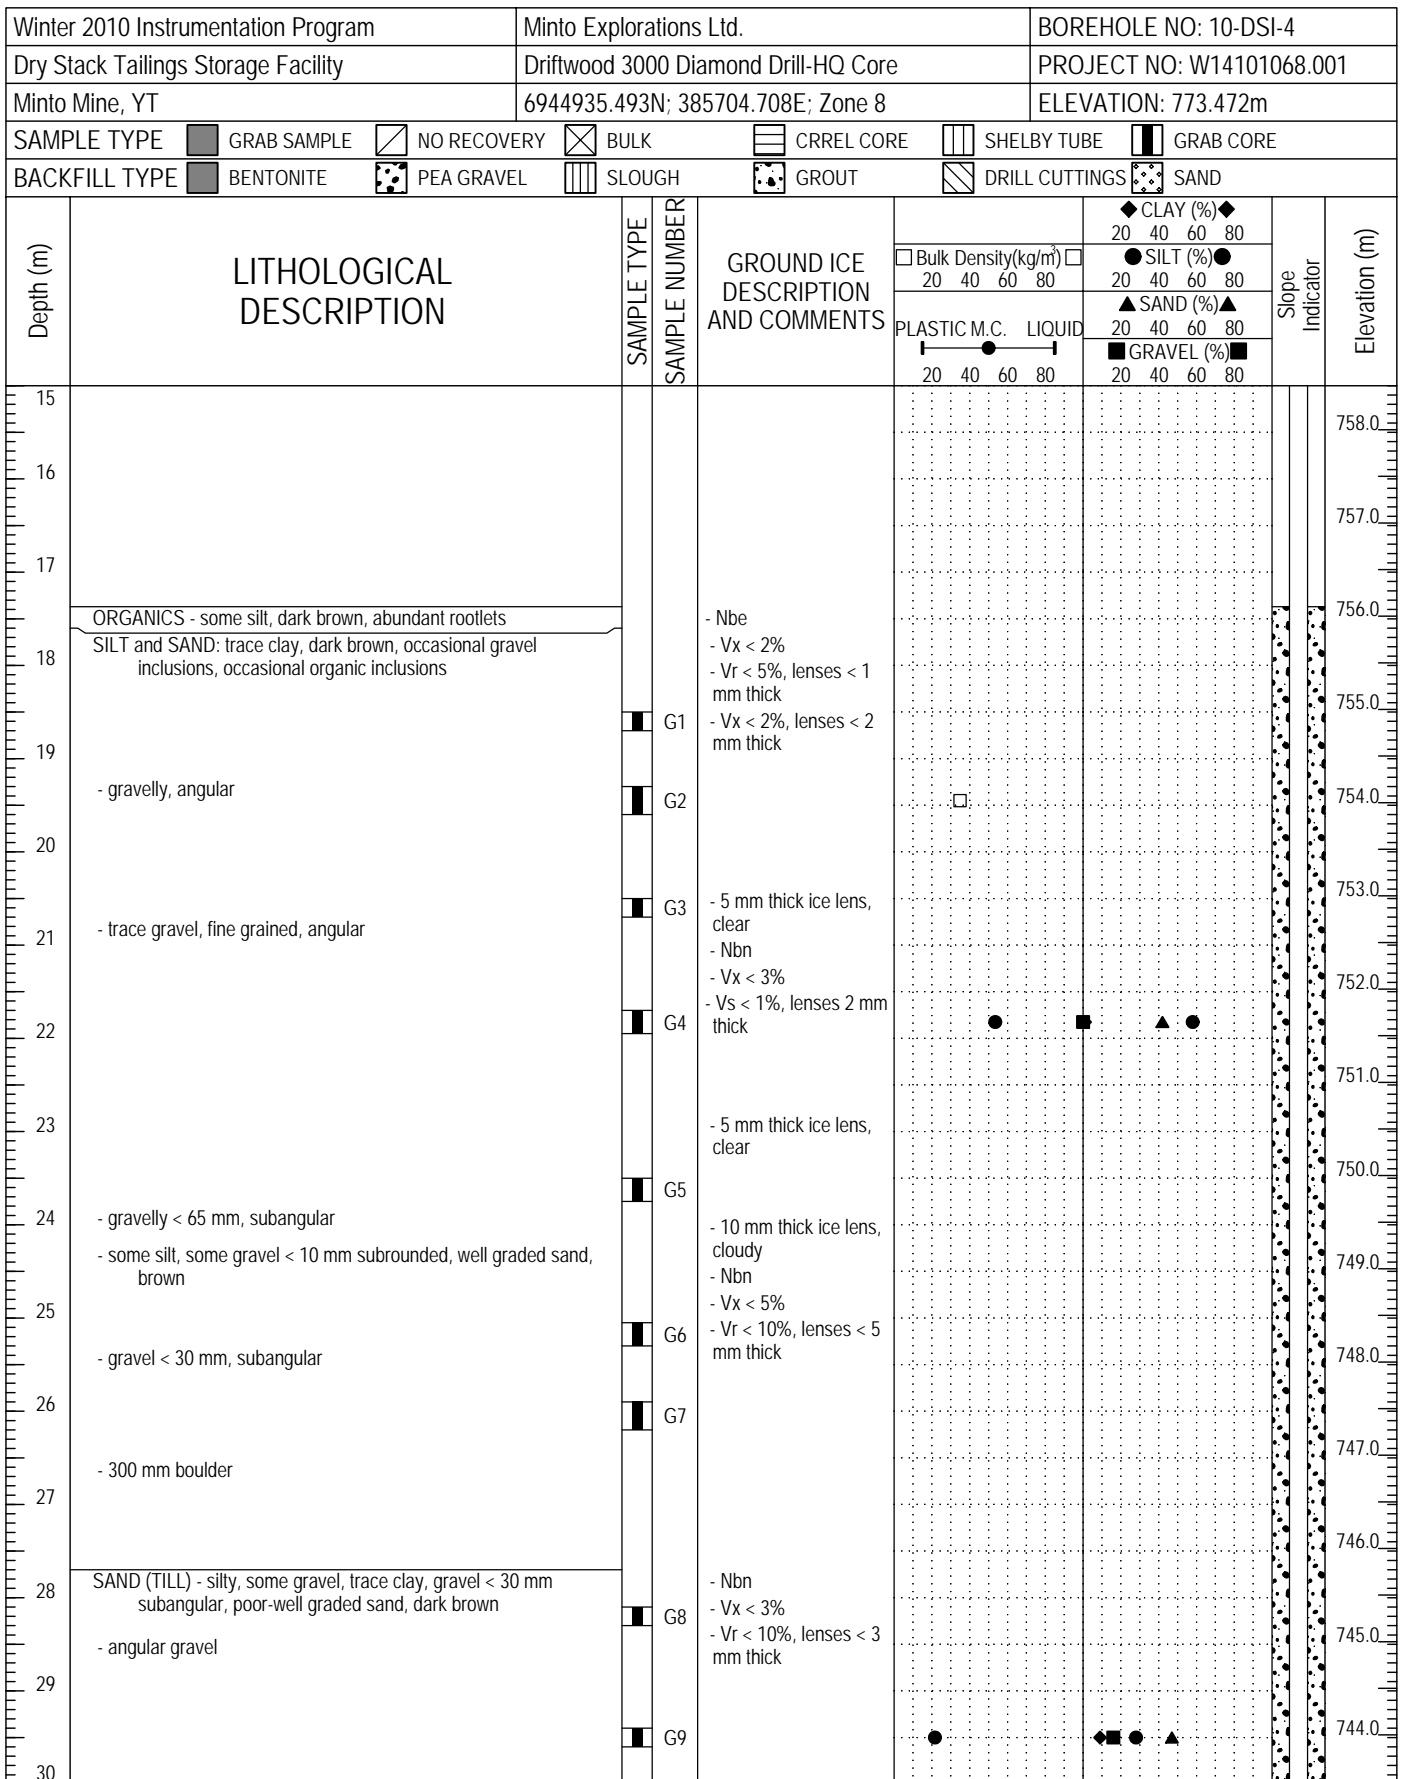 Winter 2010 Instrumentation Program
Minto Explorations Ltd.
BOREHOLE NO: 10-DSI-4
Dry Stack Tailings Storage Facility
Driftwood 3000 Diamond Drill-HQ Core
PROJECT NO: W14101068.001
Minto Mine, YT
6944935.493N; 385704.708E; Zone 8
ELEVATION: 773.472m
SAMPLE TYPE GRAB SAMPLE NO RECOVERY BULK CRREL CORE SHELBY TUBE GRAB CORE
BACKFILL TYPE BENTONITE PEA GRAVEL SLOUGH GROUT DRILL CUTTINGS SAND
Depth (m)
LITHOLOGICAL
DESCRIPTION
SAMPLE TYPE
SAMPLE NUMBER
GROUND ICE
DESCRIPTION
AND COMMENTS
Bulk Density(kg/m³)
20 40 60 80
PLASTIC M.C. LIQUID
20 40 60 80
CLAY (%)
20 40 60 80
SILT (%)
20 40 60 80
SAND (%)
20 40 60 80
GRAVEL (%)
20 40 60 80
Slope
Indicator
Elevation (m)
15
758.0
16
757.0
17
756.0
ORGANICS - some silt, dark brown, abundant rootlets
- Nbe
SILT and SAND: trace clay, dark brown, occasional gravel
inclusions, occasional organic inclusions
- Vx < 2%
- Vr < 5%, lenses < 1
mm thick
18
755.0
G1
- Vx < 2%, lenses < 2
mm thick
19
- gravelly, angular
G2
754.0
20
753.0
G3
- 5 mm thick ice lens,
clear
- trace gravel, fine grained, angular
21
- Nbn
- Vx < 3%
752.0
- Vs < 1%, lenses 2 mm
thick
G4
22
751.0
23
- 5 mm thick ice lens,
clear
750.0
G5
24
- gravelly < 65 mm, subangular
- 10 mm thick ice lens,
cloudy
- some silt, some gravel < 10 mm subrounded, well graded sand,
brown
749.0
- Nbn
- Vx < 5%
25
G6
- Vr < 10%, lenses < 5
mm thick
- gravel < 30 mm, subangular
748.0
26
G7
747.0
- 300 mm boulder
27
746.0
SAND (TILL) - silty, some gravel, trace clay, gravel < 30 mm
subangular, poor-well graded sand, dark brown
28
- Nbn
- Vx < 3%
G8
- Vr < 10%, lenses < 3
mm thick
745.0
- angular gravel
29
744.0
G9
30